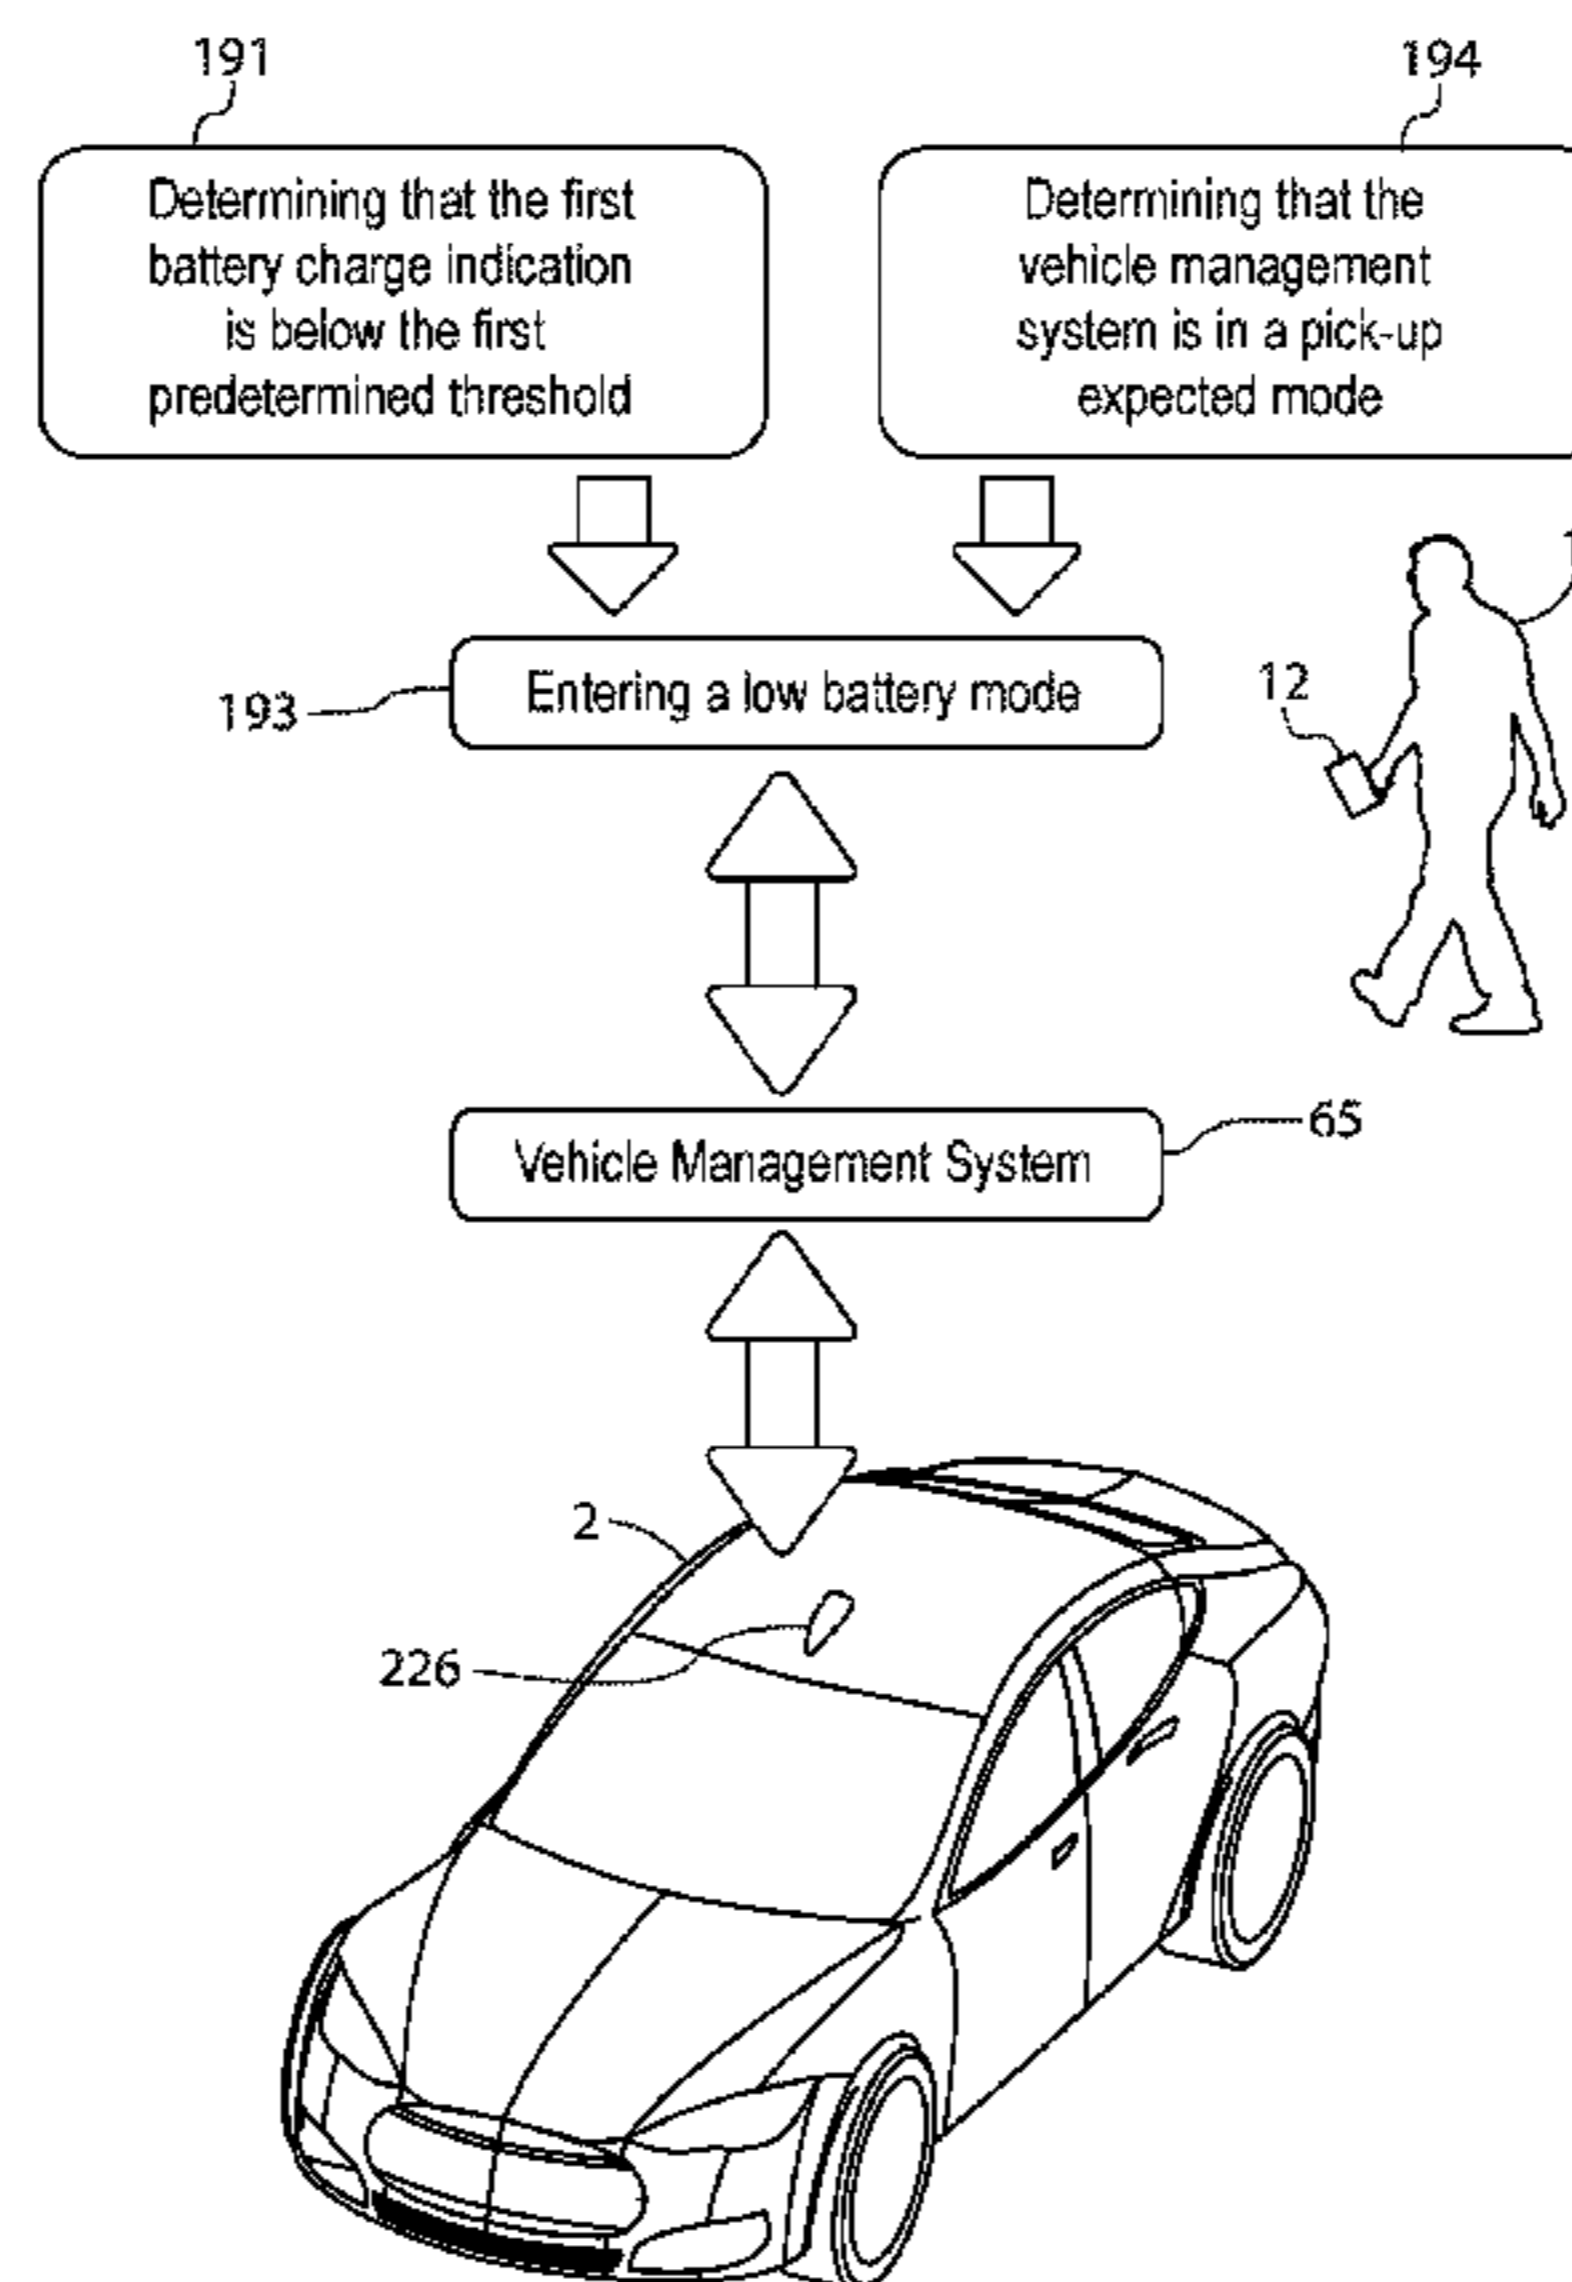 191
194
Determining that the first
battery charge indication
is below the first
predetermined threshold
Determining that the
vehicle management
system is in a pick-up
expected mode
193
Entering a low battery mode
12
Vehicle Management System
65
2
226